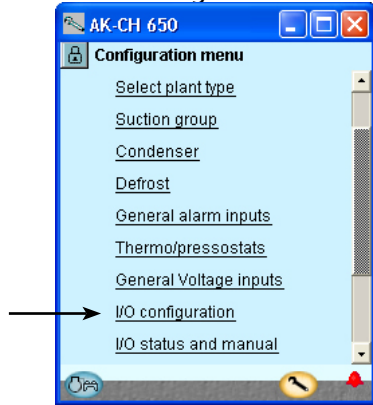 AK-CH 650
Configuration menu
Select plant type
Suction group
Condenser
Defrost
General alarm inputs
Thermo/pressostats
General Voltage inputs
I/O configuration
I/O status and manual